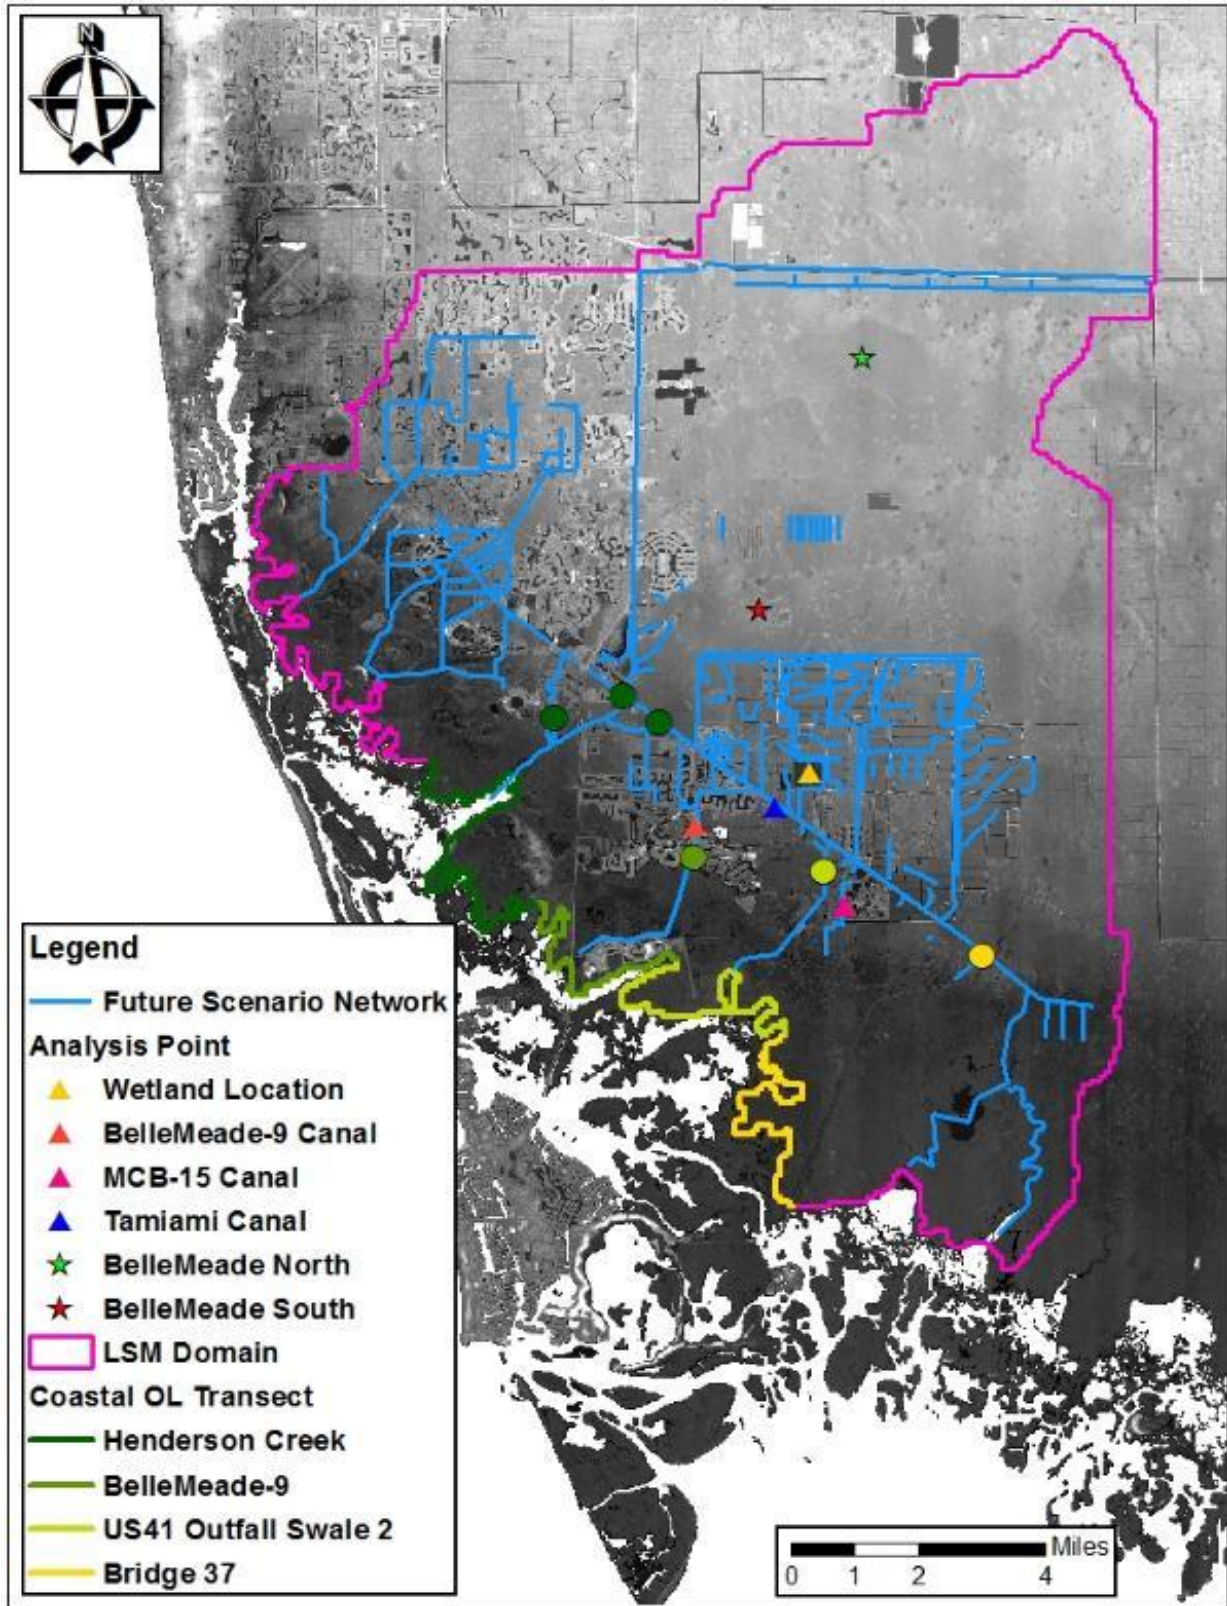 N
Legend
Future Scenario Network
Analysis Point
Wetland Location
BelleMeade-9 Canal
MCB-15 Canal
Tamiami Canal
BelleMeade North
BelleMeade South
LSM Domain
Coastal OL Transect
Henderson Creek
BelleMeade-9
US41 Outfall Swale 2
Bridge 37
Miles
0 1 2 4